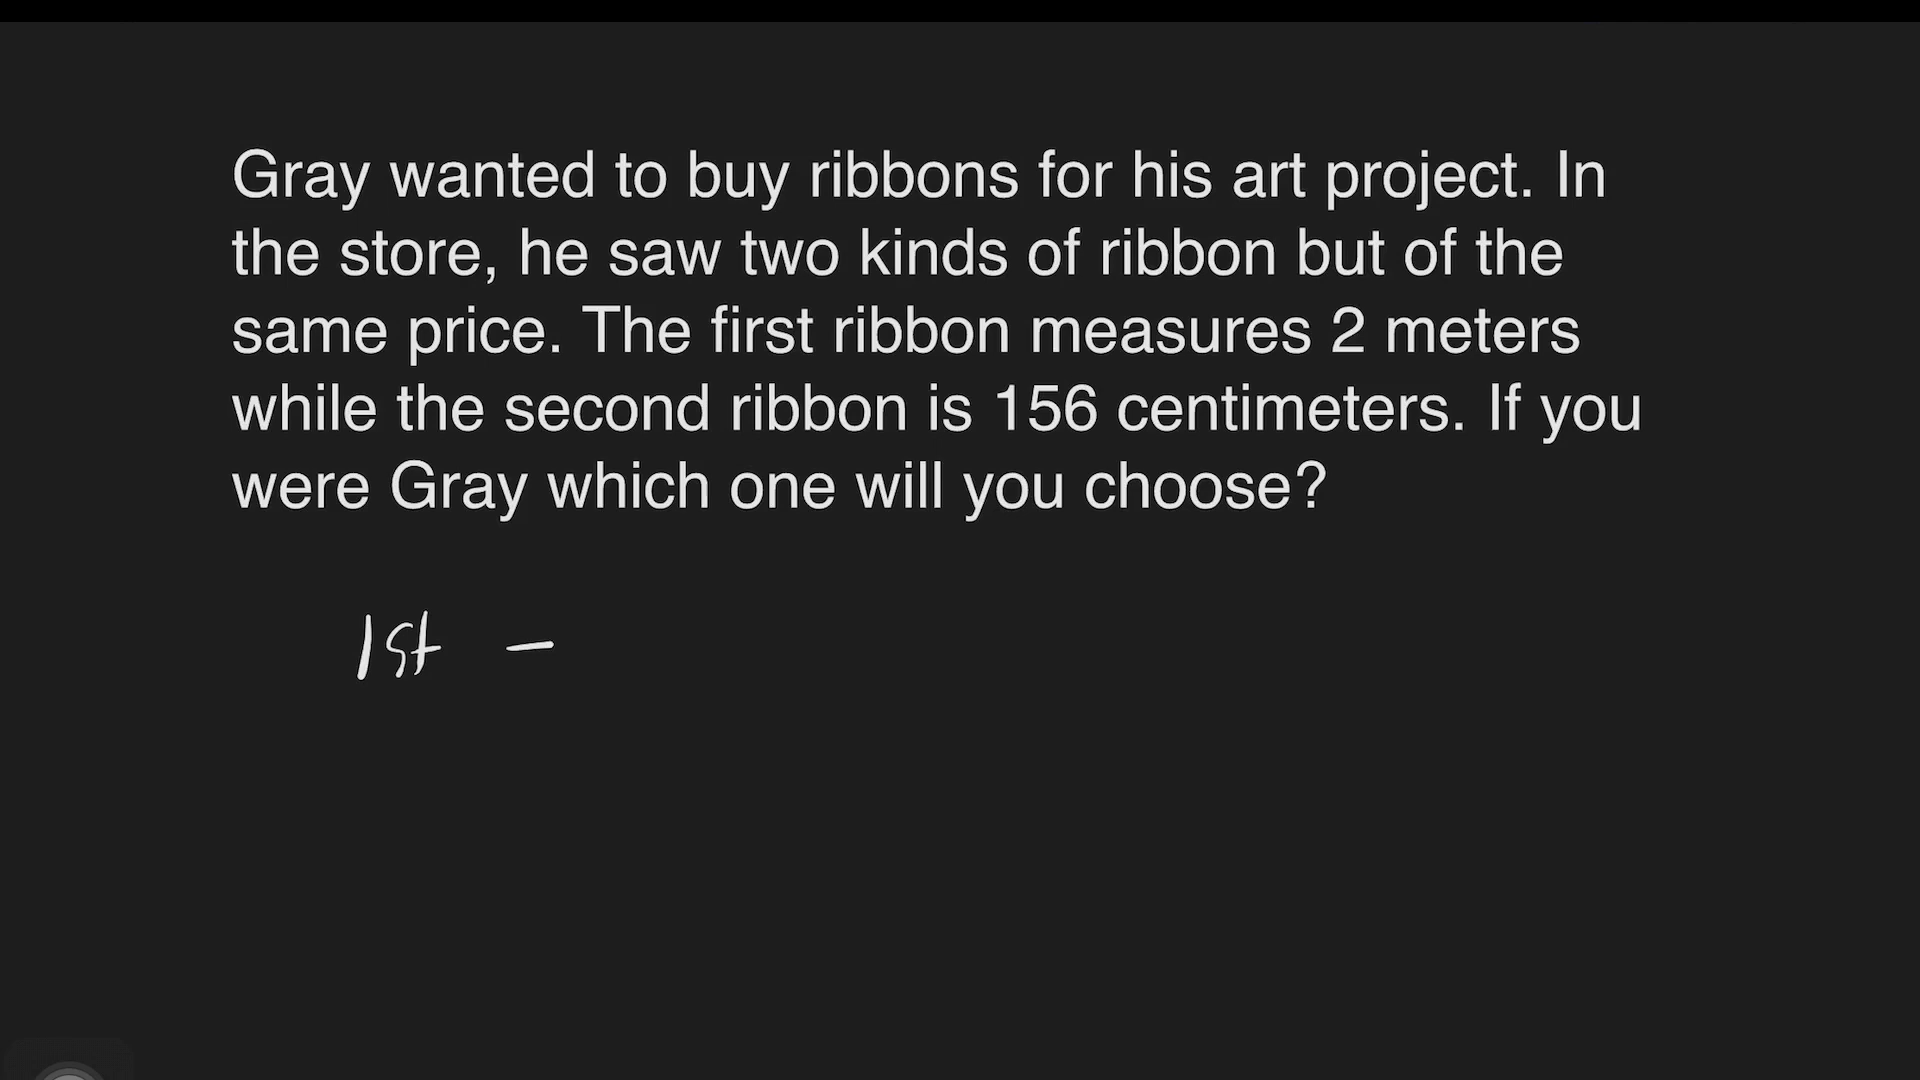 Gray wanted to buy ribbons for his art project. In
the store, he saw two kinds of ribbon but of the
same price. The first ribbon measures 2 meters
while the second ribbon is 156 centimeters. If you
were Gray which one will you choose?
1st -